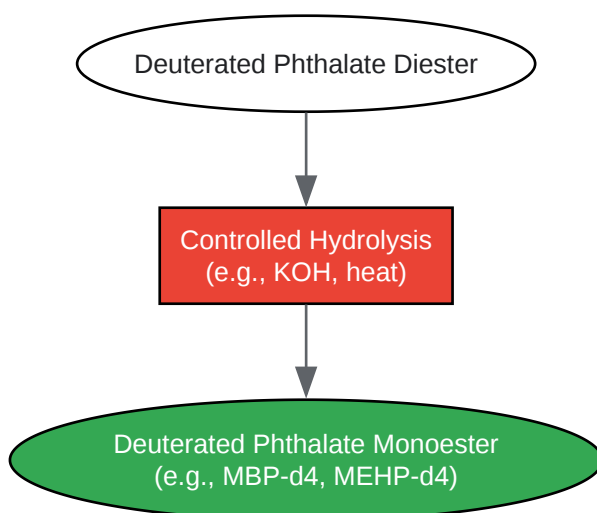 Deuterated Phthalate Diester
Controlled Hydrolysis
(e.g., KOH, heat)
Deuterated Phthalate Monoester
(e.g., MBP-d4, MEHP-d4)